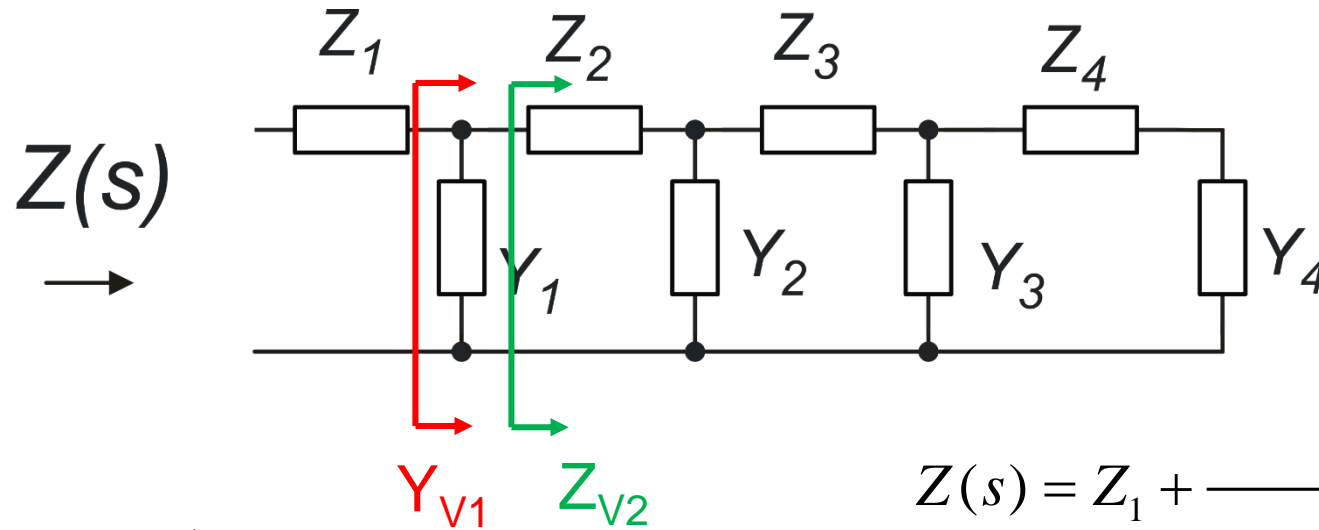 Z1 Z2 Z3 Z4
Z(s)
Y1 Y2 Y3 Y4
YV1 ZV2
Z(s) = Z1 +